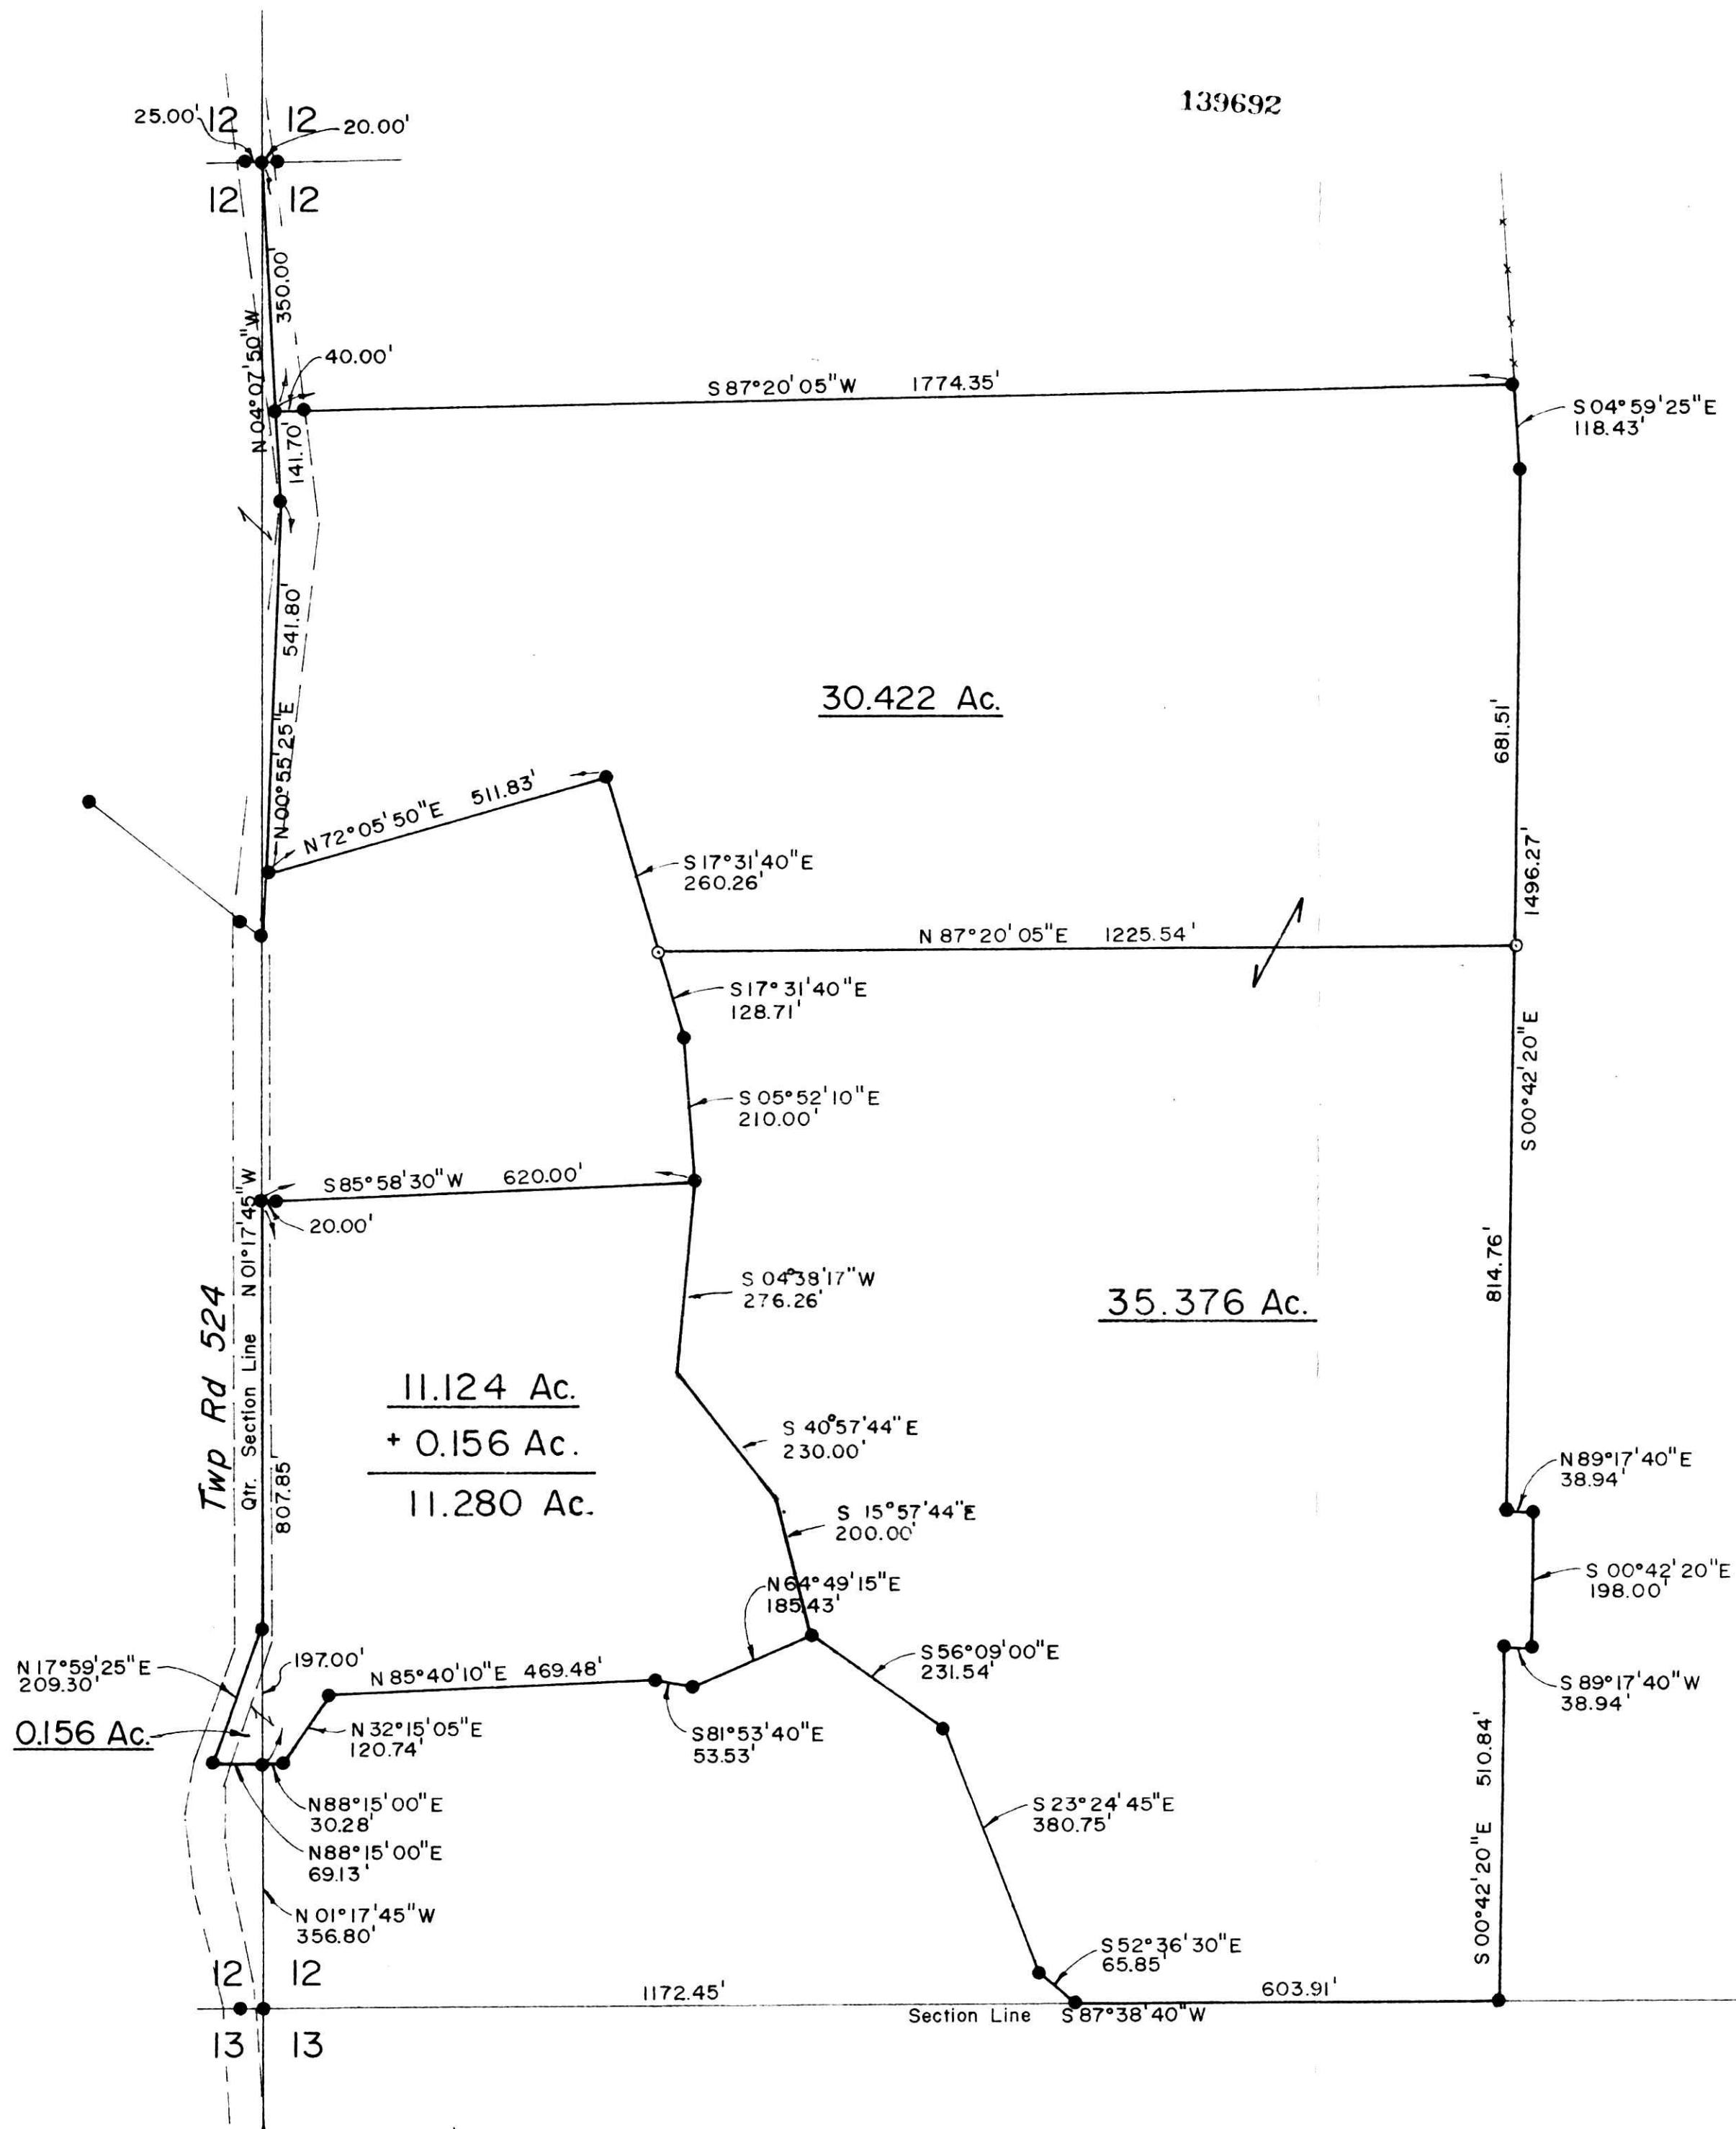 139692
25.00'
12
12
20.00'
12
12
350.00'
N 04°07'50"W
40.00'
141.70'
S 87°20'05"W 1774.35'
S 04°59'25"E
118.43'
541.80'
N 00°55'25"E
30.422 Ac.
681.51'
1496.27'
N 72°05'50"E 511.83'
S 17°31'40"E
260.26'
N 87°20'05"E 1225.54'
S 17°31'40"E
128.71'
S 00°42'20"E
S 05°52'10"E
210.00'
S 85°58'30"W 620.00'
20.00'
N 01°17'45"W
Qtr. Section Line
Twp Rd 524
807.85'
S 04°38'17"W
276.26'
814.76'
35.376 Ac.
11.124 Ac.
+ 0.156 Ac.
11.280 Ac.
S 40°57'44"E
230.00'
N 89°17'40"E
38.94'
S 15°57'44"E
200.00'
S 00°42'20"E
198.00'
N 64°49'15"E
185.43'
N 17°59'25"E
209.30'
197.00'
N 85°40'10"E 469.48'
S 56°09'00"E
231.54'
S 89°17'40"W
38.94'
0.156 Ac.
N 32°15'05"E
120.74'
S 81°53'40"E
53.53'
510.84'
S 00°42'20"E
N 88°15'00"E
30.28'
S 23°24'45"E
380.75'
N 88°15'00"E
69.13'
N 01°17'45"W
356.80'
S 52°36'30"E
65.85'
12
12
1172.45'
603.91'
Section Line S 87°38'40"W
13
13